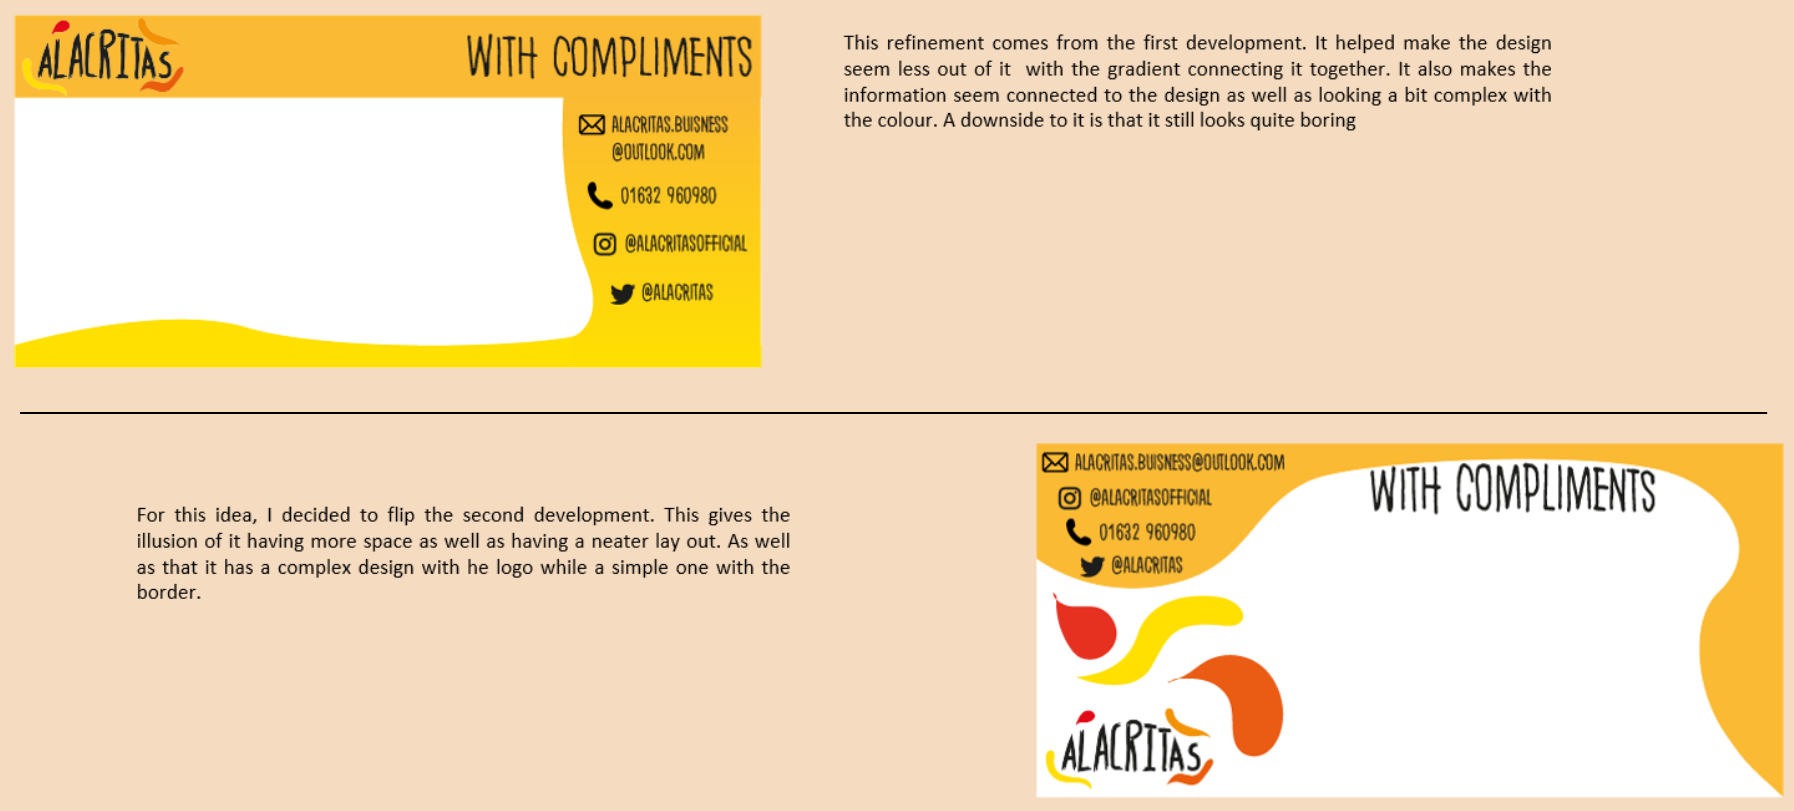 ALACRITAS
WITH COMPLIMENTS
ALACRITAS.BUISNESS
@OUTLOOK.COM
01632 960980
@ALACRITASOFFICIAL
@ALACRITAS
This refinement comes from the first development. It helped make the design
seem less out of it with the gradient connecting it together. It also makes the
information seem connected to the design as well as looking a bit complex with
the colour. A downside to it is that it still looks quite boring
For this idea, I decided to flip the second development. This gives the
illusion of it having more space as well as having a neater lay out. As well
as that it has a complex design with he logo while a simple one with the
border.
ALACRITAS.BUISNESS@OUTLOOK.COM
@ALACRITASOFFICIAL
01632 960980
@ALACRITAS
WITH COMPLIMENTS
ALACRITAS